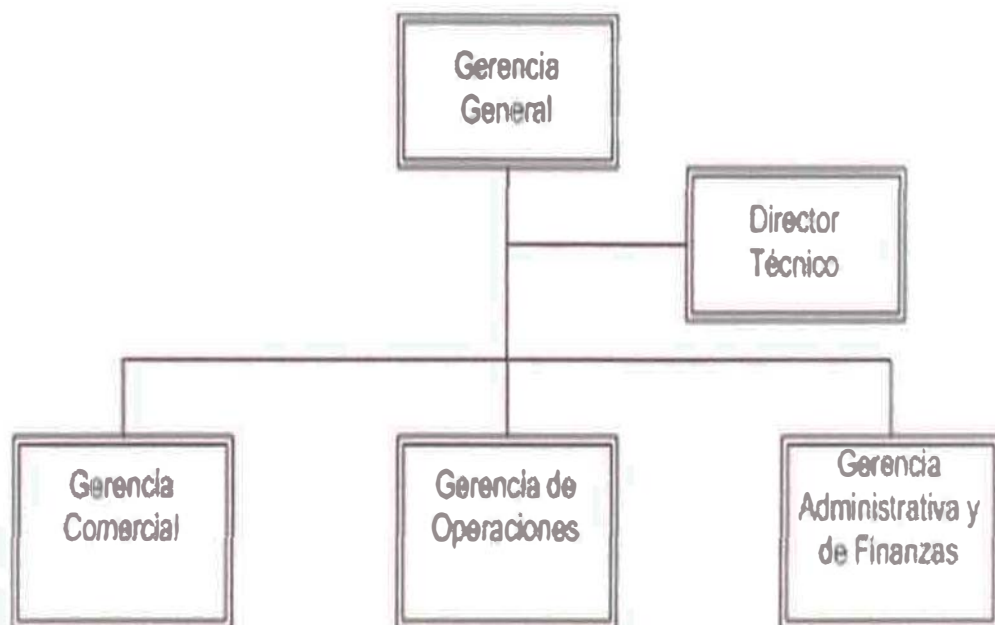 Gerencia
General
Director
Técnico
Gerencia
Comercial
Gerencia de
Operaciones
Gerencia
Administrativa y
de Finanzas